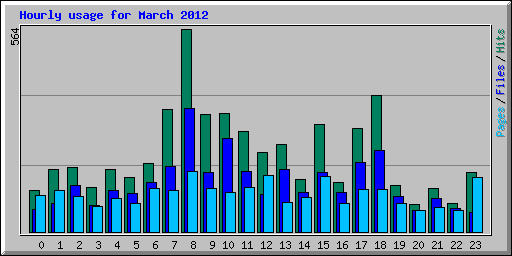 Hourly usage for March 2012
564
Pages / Files / Hits
0 1 2 3 4 5 6 7 8 9 10 11 12 13 14 15 16 17 18 19 20 21 22 23